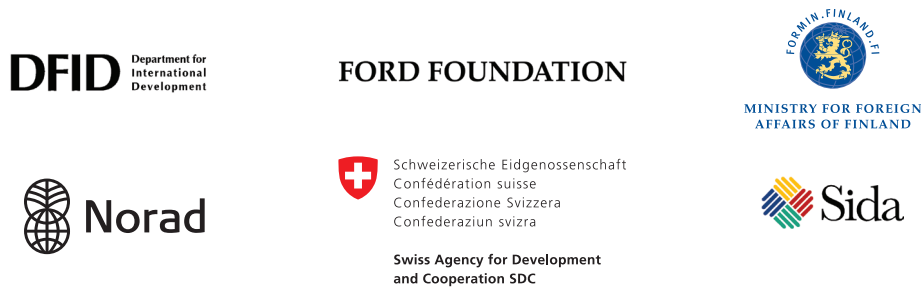 DFID
Department for
International
Development
FORD FOUNDATION
FORMIN.FINLAND.FI
MINISTRY FOR FOREIGN
AFFAIRS OF FINLAND
Norad
Schweizerische Eidgenossenschaft
Confédération suisse
Confederazione Svizzera
Confederaziun svizra
Swiss Agency for Development
and Cooperation SDC
Sida